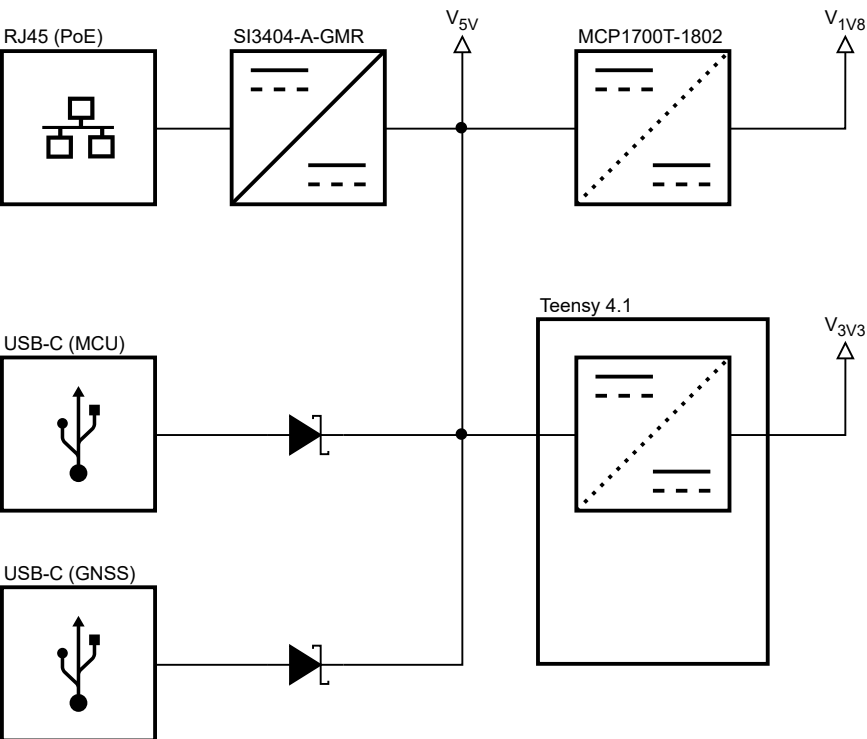 V5V
V1V8
RJ45 (PoE)
SI3404-A-GMR
MCP1700T-1802
Teensy 4.1
V3V3
USB-C (MCU)
USB-C (GNSS)